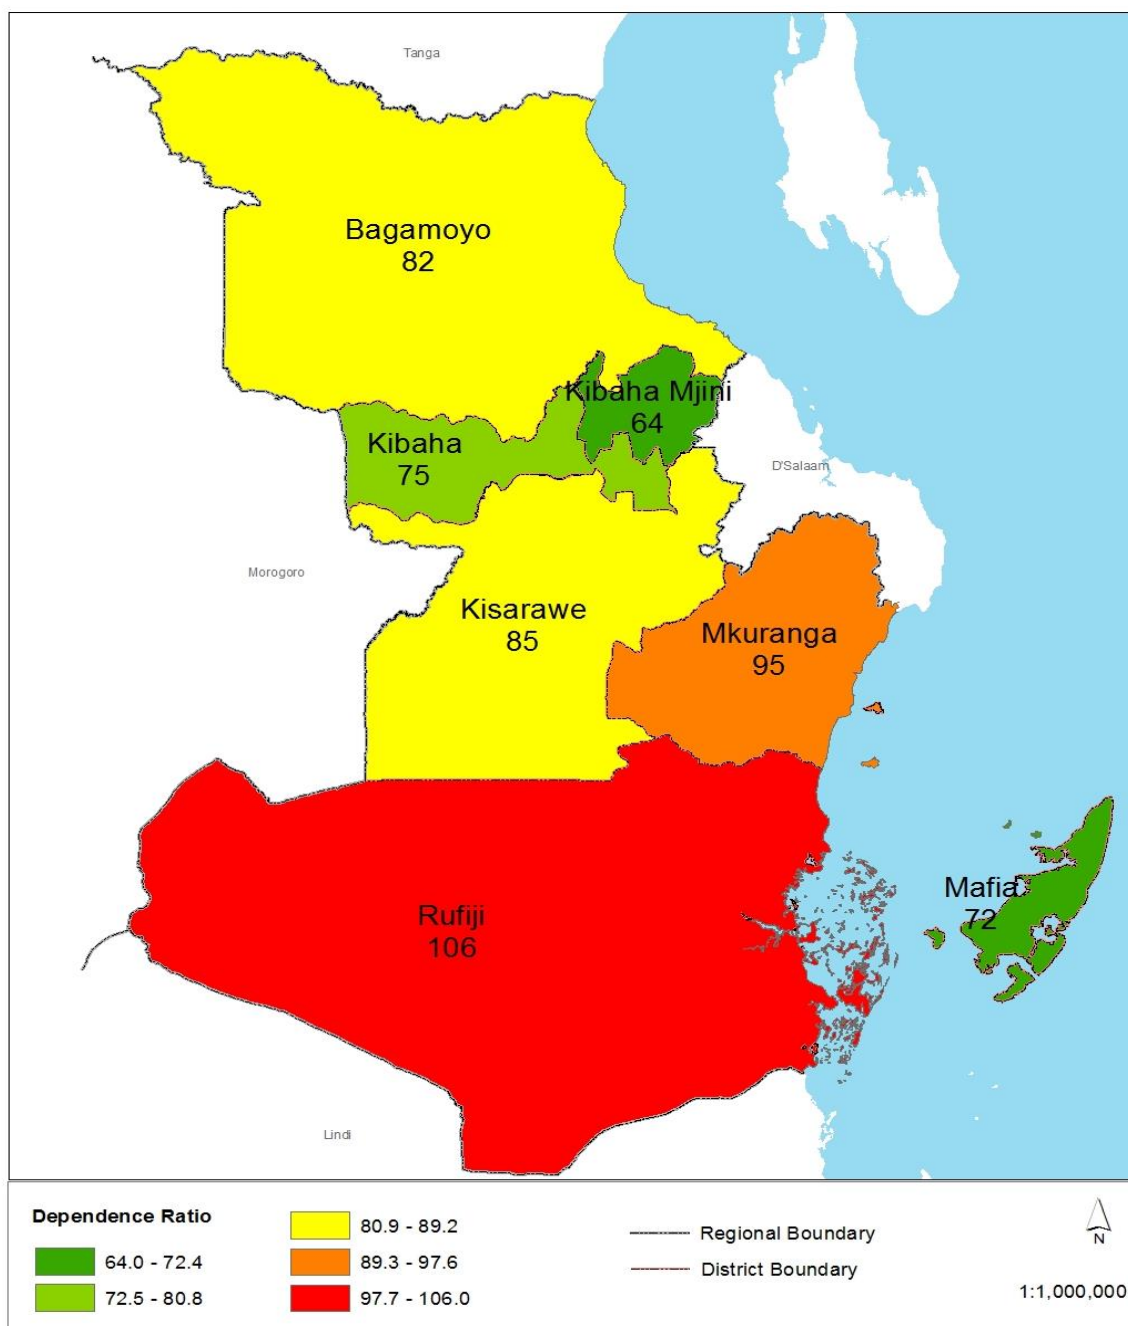 Tanga
Bagamoyo
82
Kibaha Mjini
64
Kibaha
75
D'Salaam
Morogoro
Kisarawe
85
Mkuranga
95
Mafia
72
Rufiji
106
Lindi
Dependence Ratio
64.0 - 72.4
72.5 - 80.8
80.9 - 89.2
89.3 - 97.6
97.7 - 106.0
Regional Boundary
District Boundary
N
1:1,000,000